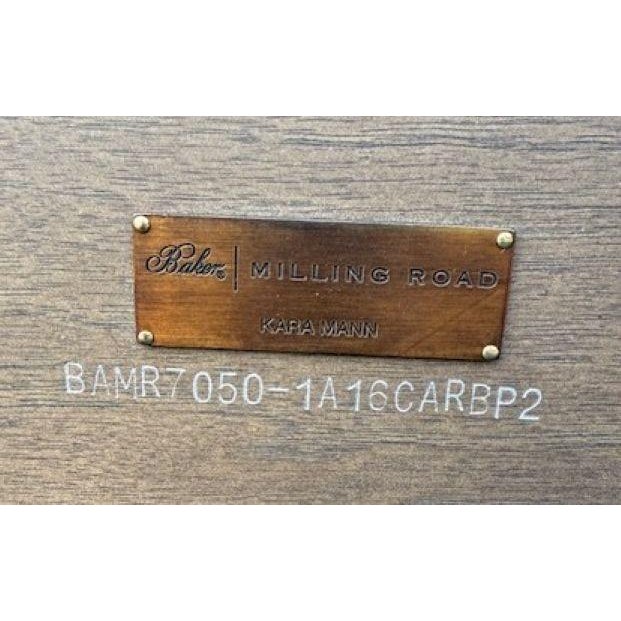 Baker | MILLING ROAD
KARA MANN
BAMR7050-1A16CARBP2